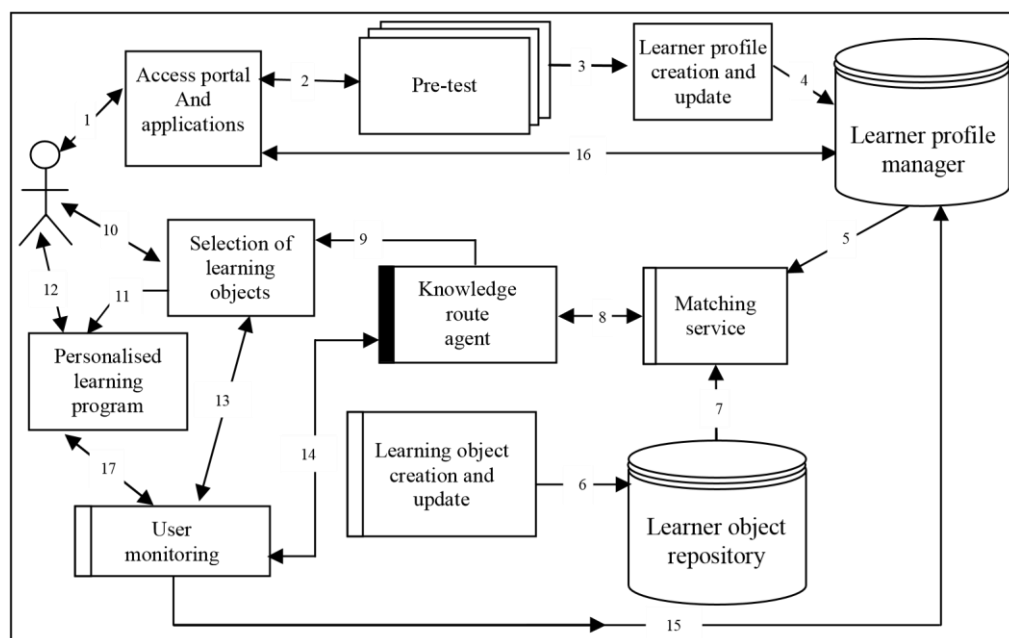 Access portal
And
applications
1
2
Pre-test
3
Learner profile
creation and
update
4
Learner profile
manager
16
10
Selection of
learning
objects
9
5
12
11
Knowledge
route
agent
8
Matching
service
Personalised
learning
program
13
14
7
17
Learning object
creation and
update
6
Learner object
repository
User
monitoring
15